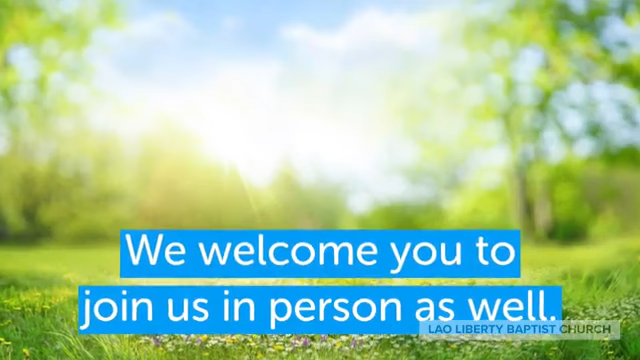 We welcome you to
join us in person as well.
LAO LIBERTY BAPTIST CHURCH